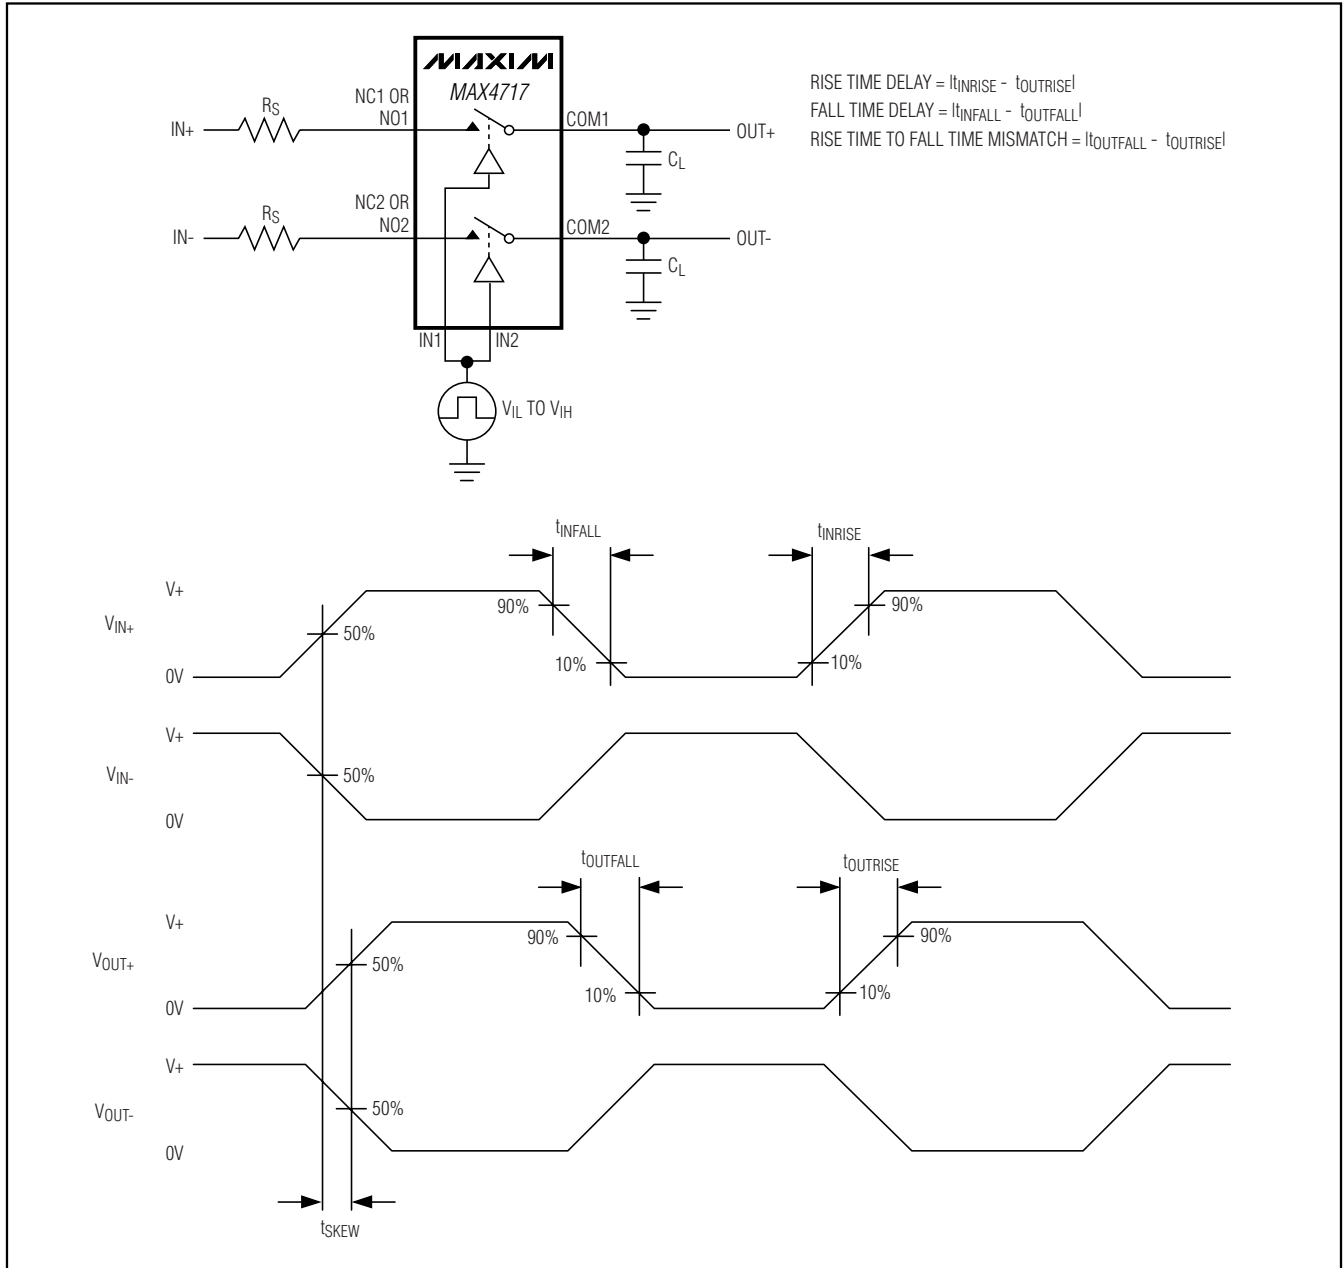 MAXIM
MAX4717
RISE TIME DELAY = |tINRISE - tOUTRISE|
FALL TIME DELAY = |tINFALL - tOUTFALL|
RISE TIME TO FALL TIME MISMATCH = |tOUTFALL - tOUTRISE|
IN+
RS
NC1 OR
NO1
COM1
OUT+
CL
IN-
RS
NC2 OR
NO2
COM2
OUT-
CL
IN1
IN2
VIL TO VIH
tINFALL
tINRISE
V+
VIN+
0V
50%
90%
10%
10%
90%
V+
VIN-
0V
50%
tOUTFALL
tOUTRISE
V+
VOUT+
0V
50%
90%
10%
10%
90%
V+
VOUT-
0V
50%
tSKEW